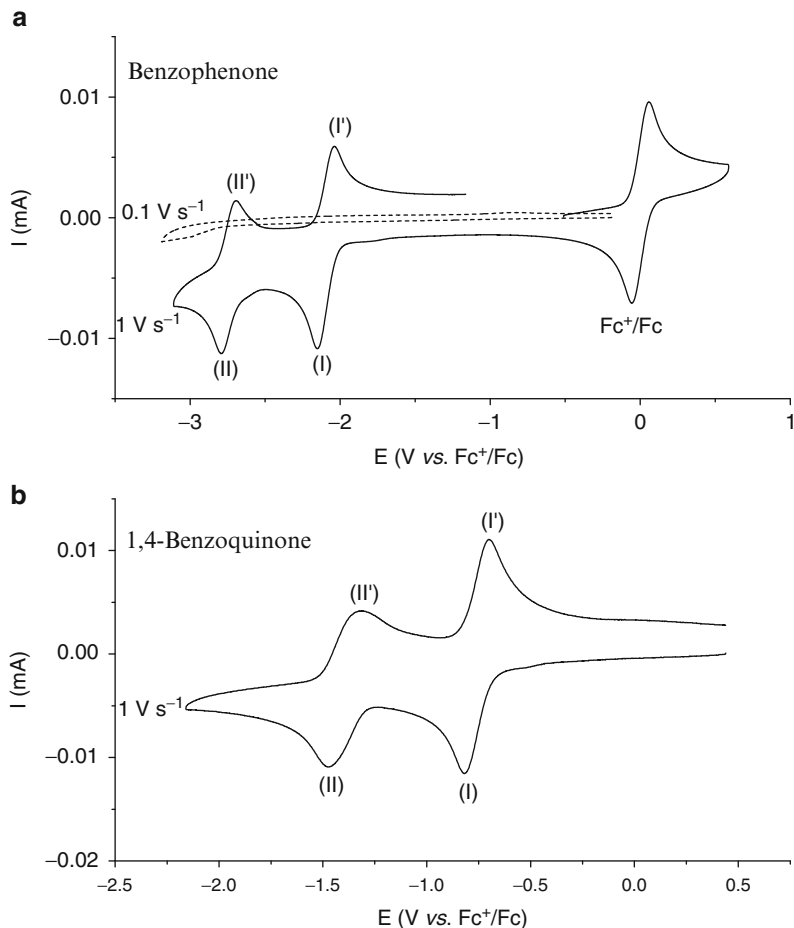 a
Benzophenone
0.01
0.00
−0.01
I (mA)
(I')
(II')
0.1 V s⁻¹
1 V s⁻¹
(II)
(I)
Fc⁺/Fc
−3
−2
−1
0
1
E (V vs. Fc⁺/Fc)
b
1,4-Benzoquinone
0.01
0.00
−0.01
−0.02
I (mA)
(I')
(II')
1 V s⁻¹
(II)
(I)
−2.5
−2.0
−1.5
−1.0
−0.5
0.0
0.5
E (V vs. Fc⁺/Fc)